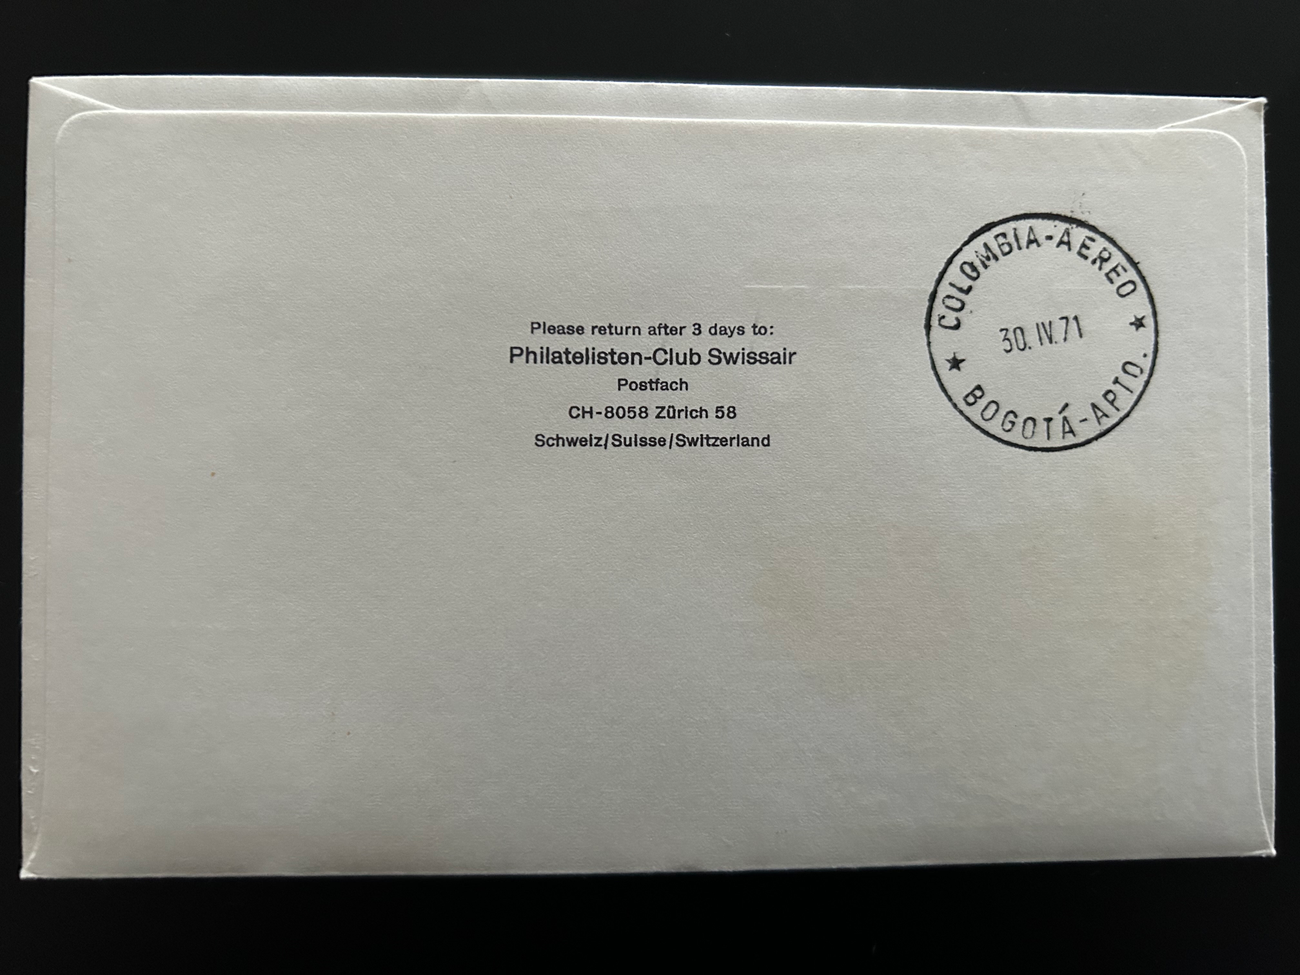 Please return after 3 days to:
Philatelisten-Club Swissair
Postfach
CH-8058 Zürich 58
Schweiz/Suisse/Switzerland
COLOMBIA-AEREO
30.IV.71
BOGOTÁ-APTO.